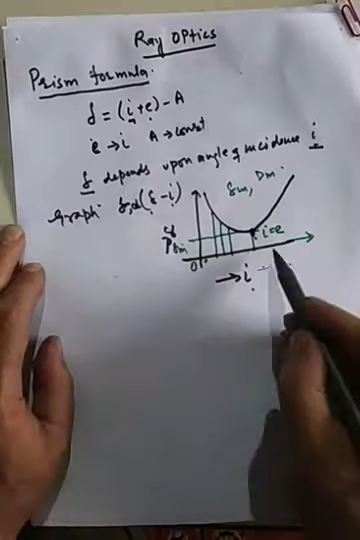 Ray Optics
Prism formula.
δ = (i + e) - A
e → i A → const
δ depends upon angle of incidence i
Graph (δ - i)
δm, Dm
i = e
δm
→ i